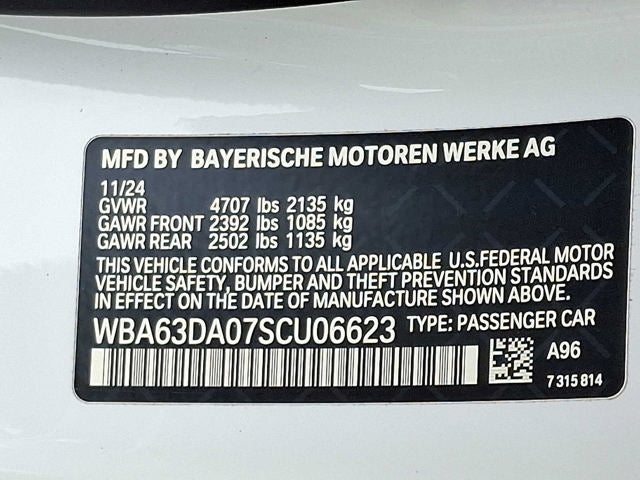 MFD BY BAYERISCHE MOTOREN WERKE AG
11/24
GVWR 4707 lbs 2135 kg
GAWR FRONT 2392 lbs 1085 kg
GAWR REAR 2502 lbs 1135 kg
THIS VEHICLE CONFORMS TO ALL APPLICABLE U.S.FEDERAL MOTOR
VEHICLE SAFETY, BUMPER AND THEFT PREVENTION STANDARDS
IN EFFECT ON THE DATE OF MANUFACTURE SHOWN ABOVE.
WBA63DA07SCU06623 TYPE: PASSENGER CAR
A96
7 315 814